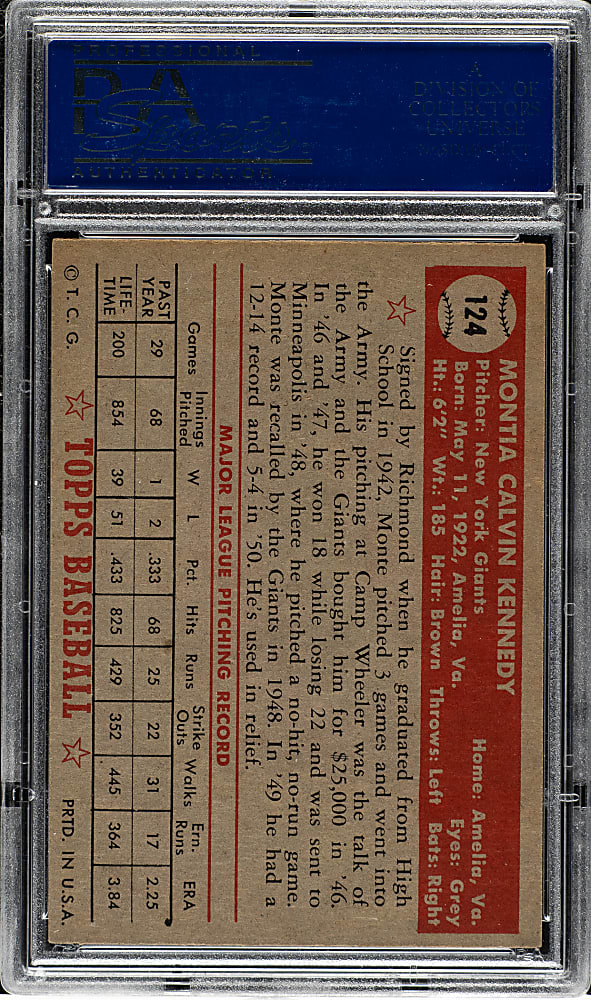 PROFESSIONAL
PSA
Sports
AUTHENTICATOR
A
DIVISION OF
COLLECTORS
UNIVERSE
124
MONTIA CALVIN KENNEDY
Pitcher: New York Giants Home: Amelia, Va.
Born: May 11, 1922, Amelia, Va. Eyes: Grey
Ht.: 6'2" Wt.: 185 Hair: Brown Throws: Left Bats: Right
Signed by Richmond when he graduated from High
School in 1942, Monte pitched 3 games and went into
the Army. His pitching at Camp Wheeler was the talk of
the Army and the Giants bought him for $25,000 in '46.
In '46 and '47, he won 18 while losing 22 and was sent to
Minneapolis in '48, where he pitched a no-hit, no-run game.
Monte was recalled by the Giants in 1948. In '49 he had a
12-14 record and 5-4 in '50. He's used in relief.
MAJOR LEAGUE PITCHING RECORD
Games Innings Pitched W L Pct. Hits Runs Strike Outs Walks Ern. Runs ERA
PAST YEAR 29 68 1 2 .333 68 25 22 31 17 2.25
LIFE-TIME 200 854 39 51 .433 825 429 352 445 364 3.84
© T. C. G. TOPPS BASEBALL PRTD. IN U.S.A.